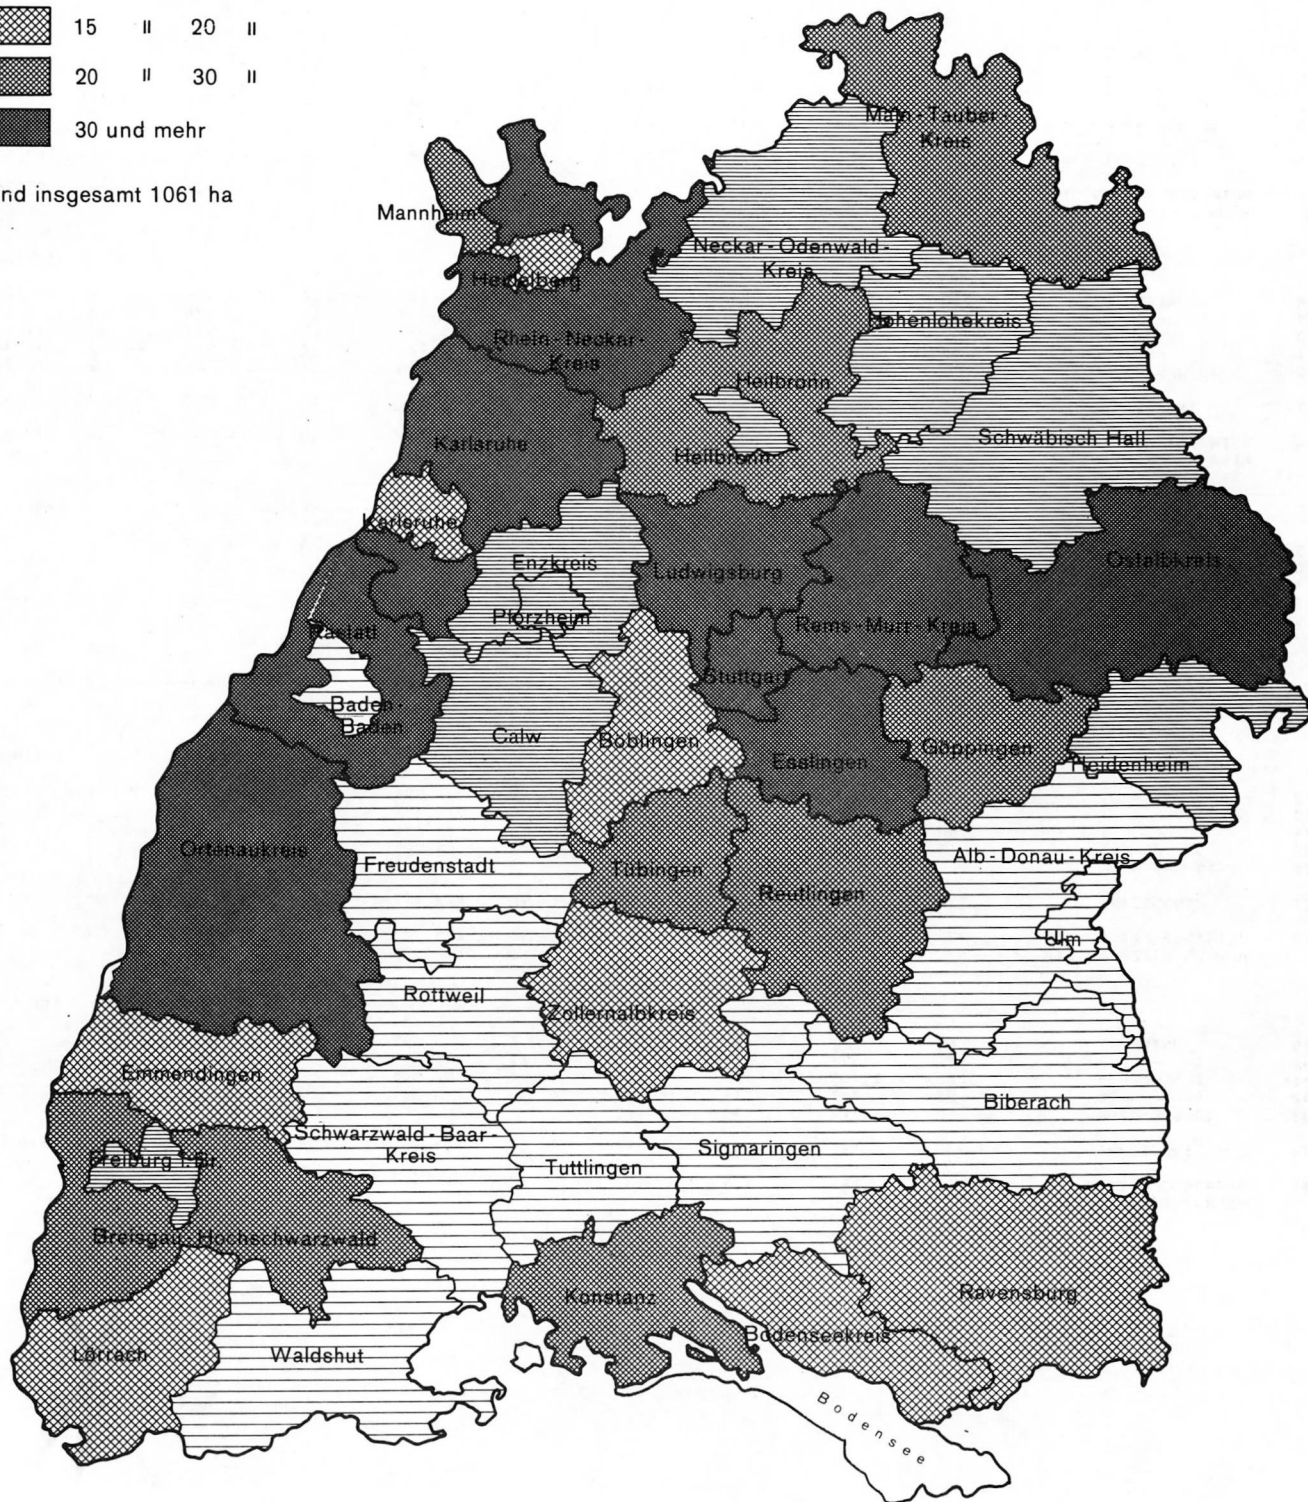 15 " 20 "
20 " 30 "
30 und mehr
nd insgesamt 1061 ha
Main - Tauber -
Kreis
Mannheim
Neckar - Odenwald -
Kreis
Heidelberg
Hohenlohekreis
Rhein - Neckar -
Kreis
Heilbronn
Schwäbisch Hall
Karlsruhe
Heilbronn
Karlsruhe
Enzkreis
Ostalbkreis
Ludwigsburg
Pforzheim
Rems - Murr - Kreis
Rastatt
Stuttgart
Baden -
Baden
Calw
Böblingen
Göppingen
Esslingen
Heidenheim
Ortenaukreis
Freudenstadt
Tübingen
Alb - Donau - Kreis
Reutlingen
Ulm
Rottweil
Zollernalbkreis
Emmendingen
Biberach
Schwarzwald - Baar -
Kreis
Sigmaringen
Freiburg i. Br.
Tuttlingen
Breisgau - Hochschwarzwald
Konstanz
Ravensburg
Bodenseekreis
Lörrach
Waldshut
Bodensee